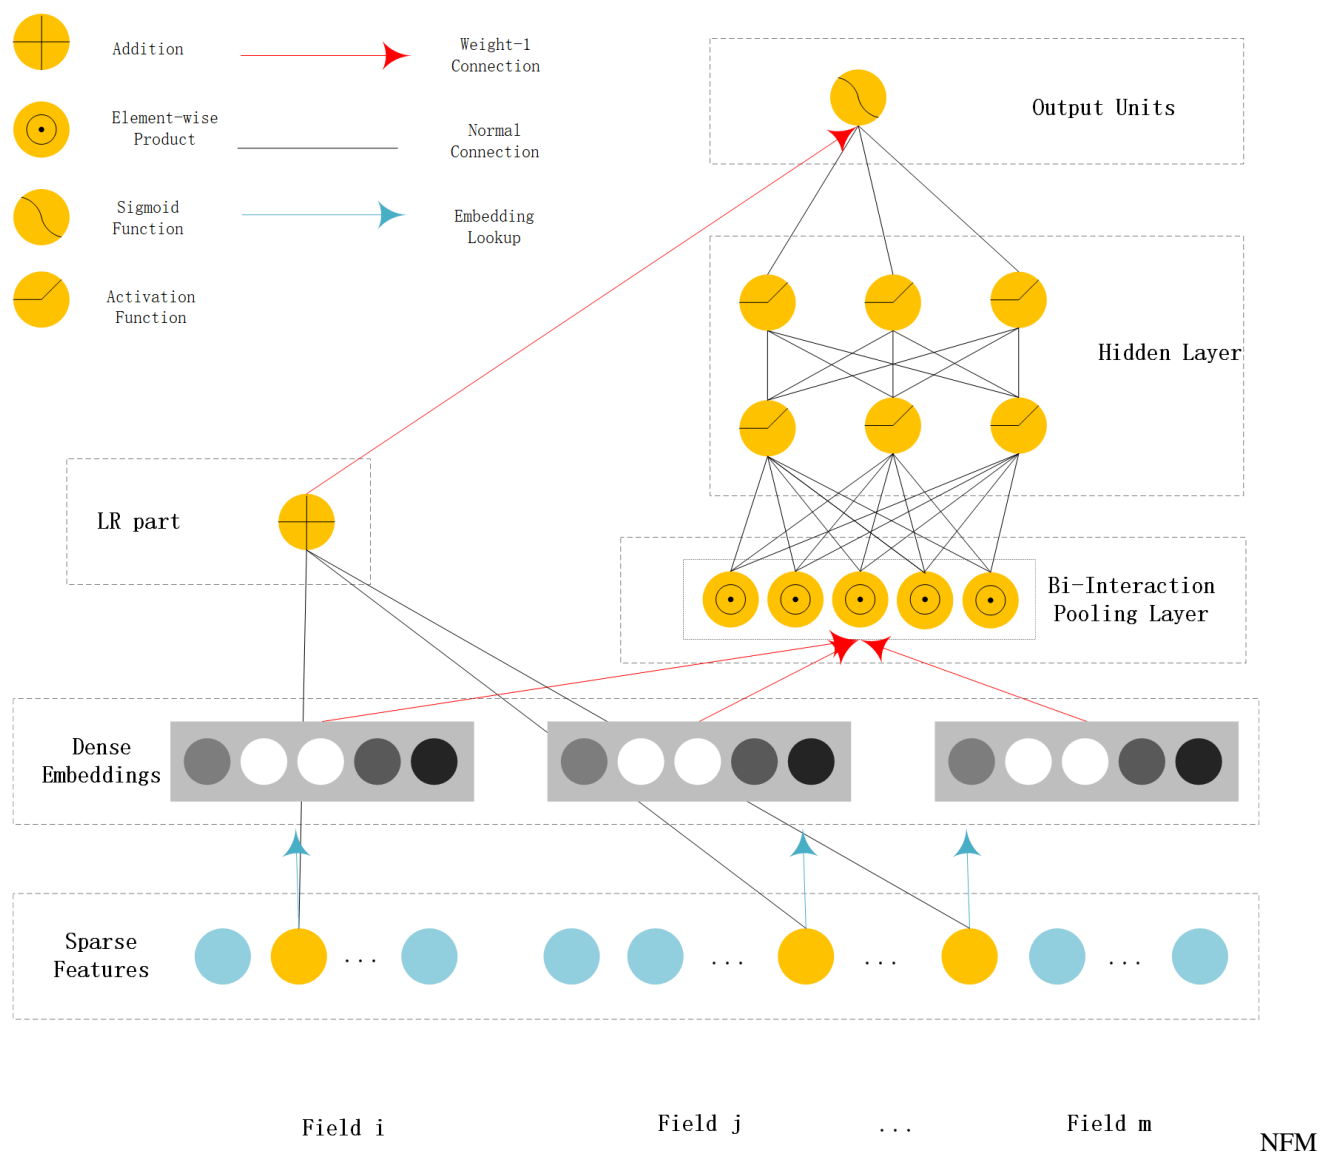 Addition
Weight-1
Connection
Output Units
Element-wise
Product
Normal
Connection
Sigmoid
Function
Embedding
Lookup
Activation
Function
Hidden Layer
LR part
Bi-Interaction
Pooling Layer
Dense
Embeddings
Sparse
Features
...
...
...
...
Field i
Field j
...
Field m
NFM